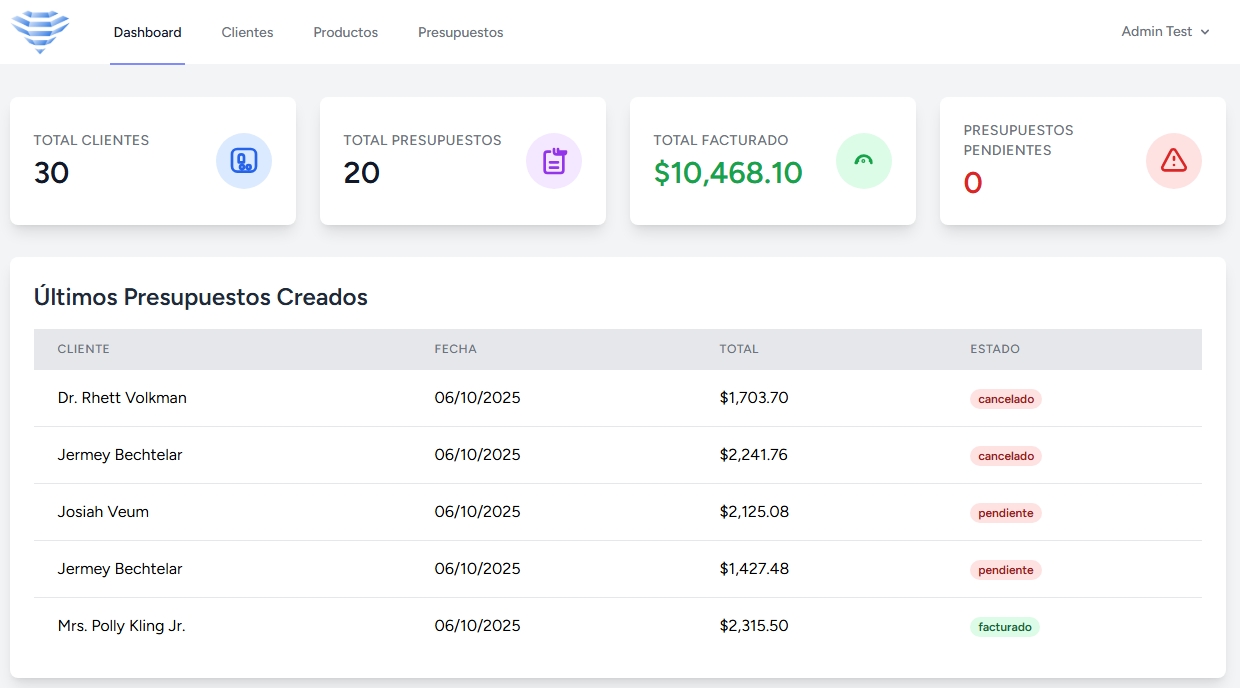 Dashboard Clientes Productos Presupuestos Admin Test
TOTAL CLIENTES
30
TOTAL PRESUPUESTOS
20
TOTAL FACTURADO
$10,468.10
PRESUPUESTOS
PENDIENTES
0
Últimos Presupuestos Creados
CLIENTE FECHA TOTAL ESTADO
Dr. Rhett Volkman 06/10/2025 $1,703.70 cancelado
Jermey Bechtelar 06/10/2025 $2,241.76 cancelado
Josiah Veum 06/10/2025 $2,125.08 pendiente
Jermey Bechtelar 06/10/2025 $1,427.48 pendiente
Mrs. Polly Kling Jr. 06/10/2025 $2,315.50 facturado